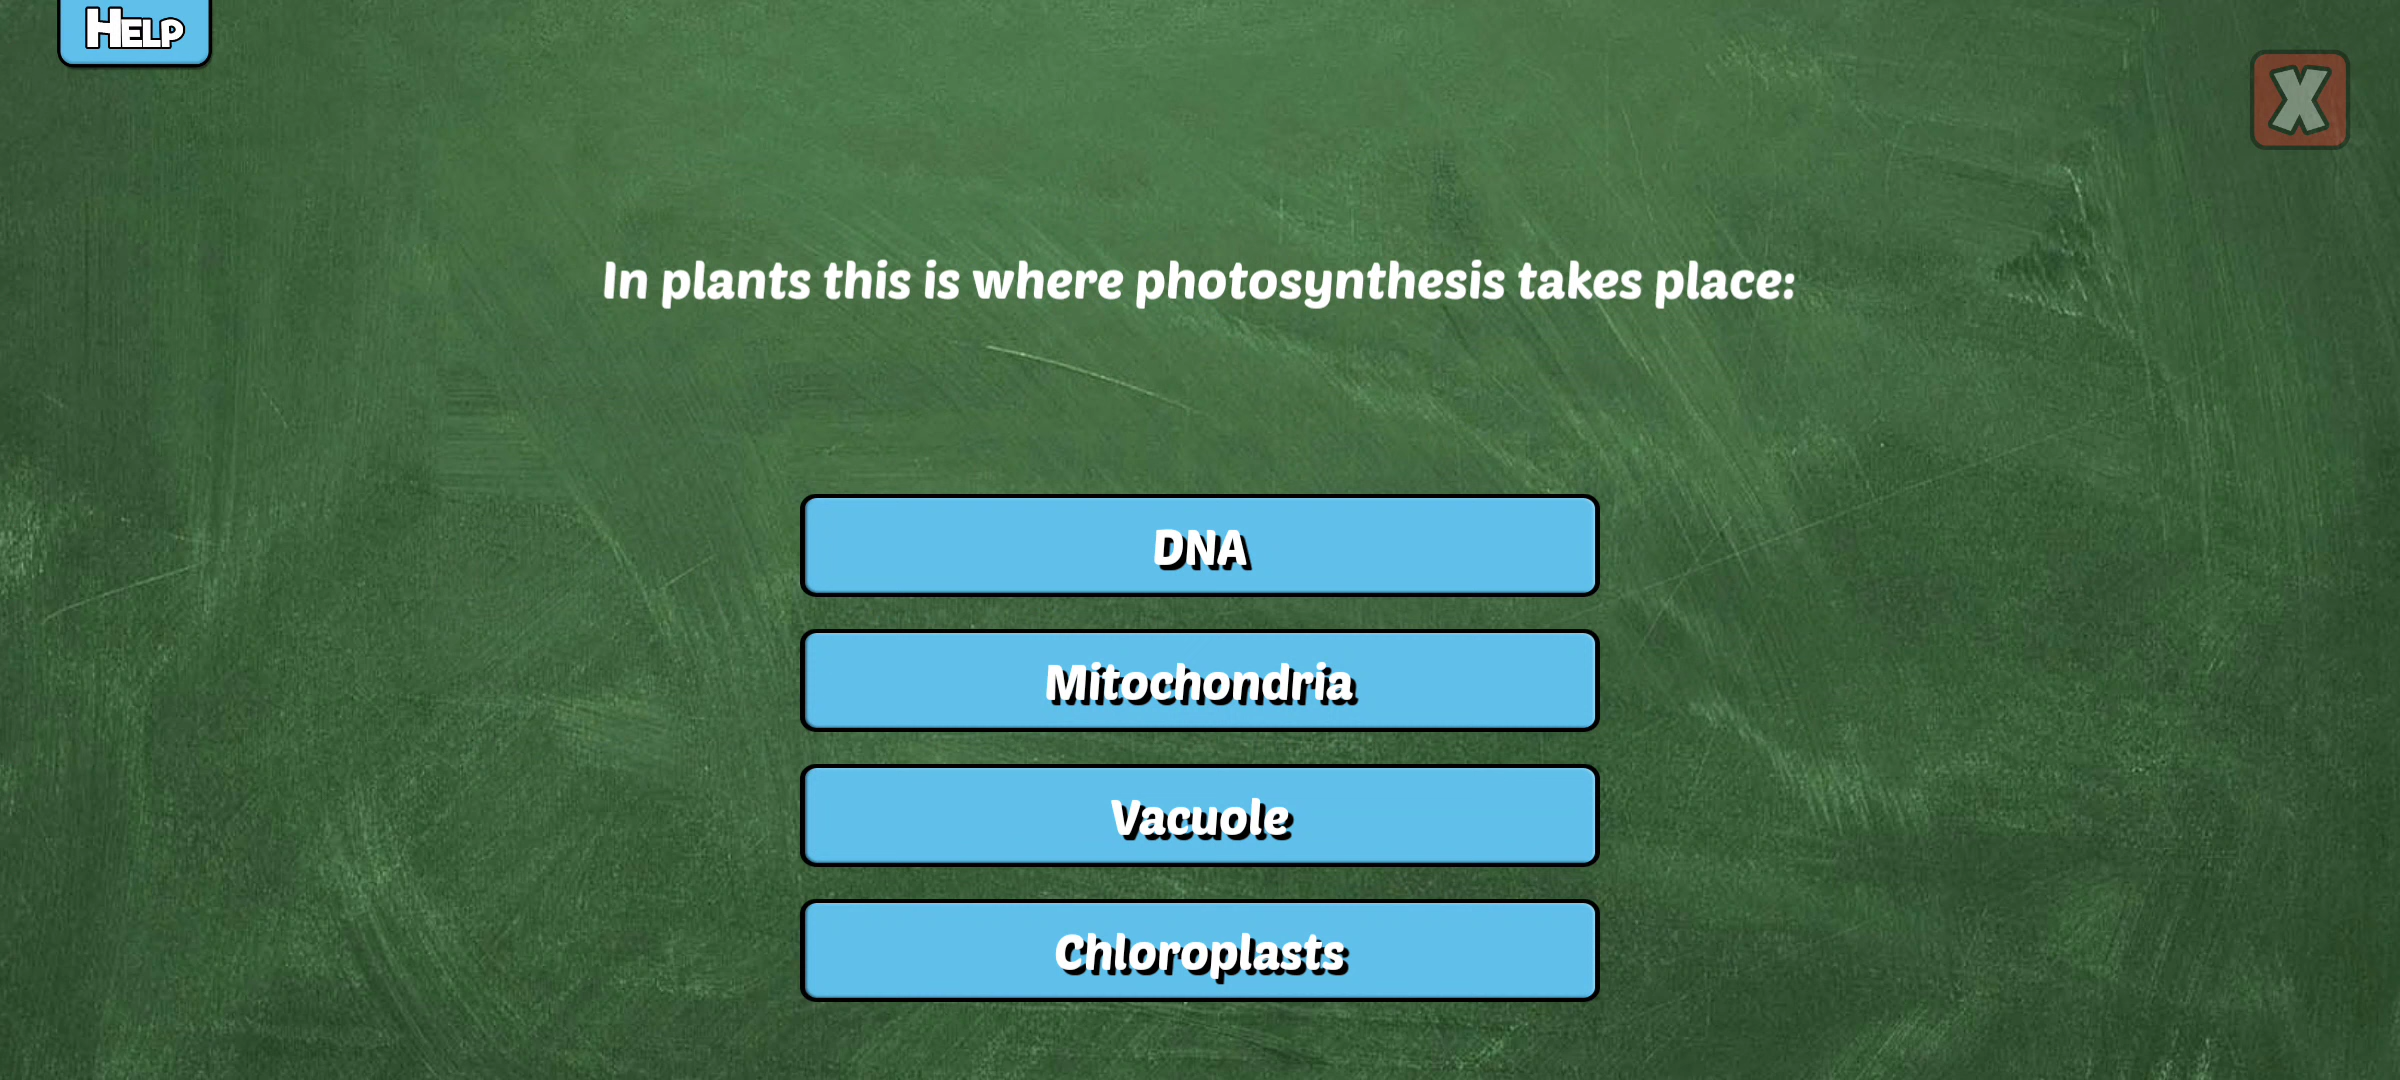 HELP
X
In plants this is where photosynthesis takes place:
DNA
Mitochondria
Vacuole
Chloroplasts